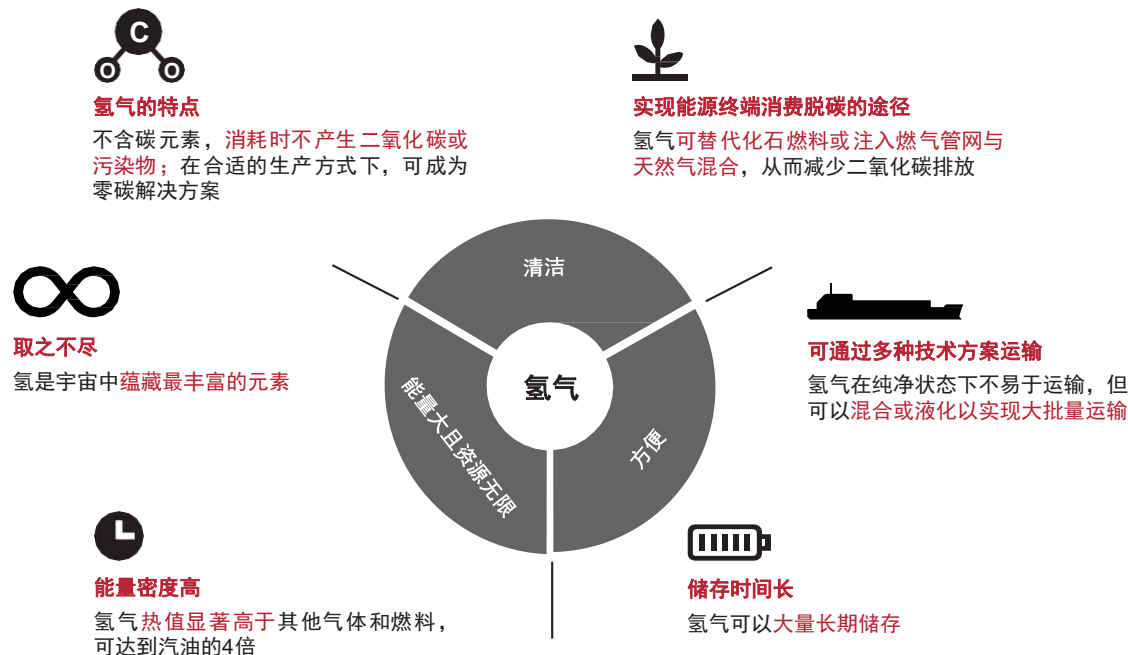 C
O O
氢气的特点
不含碳元素，消耗时不产生二氧化碳或
污染物；在合适的生产方式下，可成为
零碳解决方案
实现能源终端消费脱碳的途径
氢气可替代化石燃料或注入燃气管网与
天然气混合，从而减少二氧化碳排放
清洁
取之不尽
氢是宇宙中蕴藏最丰富的元素
氢气
能量大且资源无限
方便
可通过多种技术方案运输
氢气在纯净状态下不易于运输，但
可以混合或液化以实现大批量运输
能量密度高
氢气热值显著高于其他气体和燃料，
可达到汽油的4倍
储存时间长
氢气可以大量长期储存